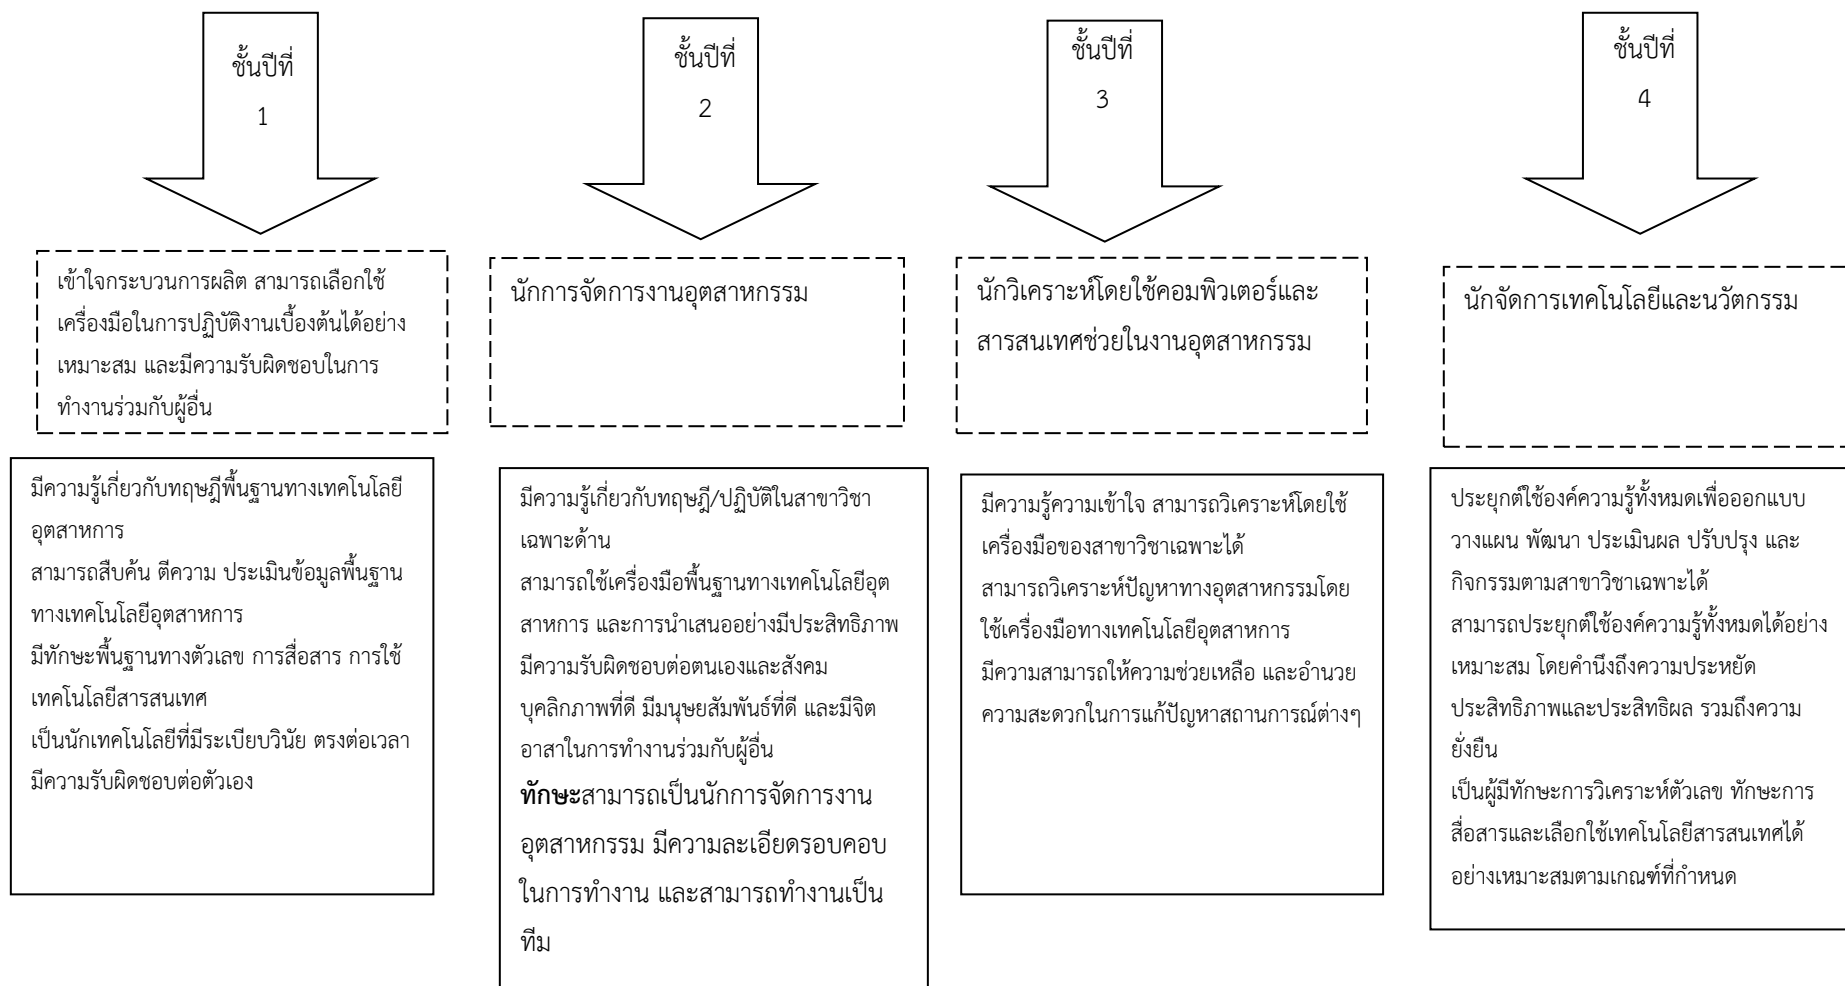 ชั้นปีที่
1
ชั้นปีที่
2
ชั้นปีที่
3
ชั้นปีที่
4
เข้าใจกระบวนการผลิต สามารถเลือกใช้
เครื่องมือในการปฏิบัติงานเบื้องต้นได้อย่าง
เหมาะสม และมีความรับผิดชอบในการ
ทำงานร่วมกับผู้อื่น
นักการจัดการงานอุตสาหกรรม
นักวิเคราะห์โดยใช้คอมพิวเตอร์และ
สารสนเทศช่วยในงานอุตสาหกรรม
นักจัดการเทคโนโลยีและนวัตกรรม
มีความรู้เกี่ยวกับทฤษฎีพื้นฐานทางเทคโนโลยี
อุตสาหการ
สามารถสืบค้น ตีความ ประเมินข้อมูลพื้นฐาน
ทางเทคโนโลยีอุตสาหการ
มีทักษะพื้นฐานทางตัวเลข การสื่อสาร การใช้
เทคโนโลยีสารสนเทศ
เป็นนักเทคโนโลยีที่มีระเบียบวินัย ตรงต่อเวลา
มีความรับผิดชอบต่อตัวเอง
มีความรู้เกี่ยวกับทฤษฎี/ปฏิบัติในสาขาวิชา
เฉพาะด้าน
สามารถใช้เครื่องมือพื้นฐานทางเทคโนโลยีอุต
สาหการ และการนำเสนออย่างมีประสิทธิภาพ
มีความรับผิดชอบต่อตนเองและสังคม
บุคลิกภาพที่ดี มีมนุษยสัมพันธ์ที่ดี และมีจิต
อาสาในการทำงานร่วมกับผู้อื่น
ทักษะสามารถเป็นนักการจัดการงาน
อุตสาหกรรม มีความละเอียดรอบคอบ
ในการทำงาน และสามารถทำงานเป็น
ทีม
มีความรู้ความเข้าใจ สามารถวิเคราะห์โดยใช้
เครื่องมือของสาขาวิชาเฉพาะได้
สามารถวิเคราะห์ปัญหาทางอุตสาหกรรมโดย
ใช้เครื่องมือทางเทคโนโลยีอุตสาหการ
มีความสามารถให้ความช่วยเหลือ และอำนวย
ความสะดวกในการแก้ปัญหาสถานการณ์ต่างๆ
ประยุกต์ใช้องค์ความรู้ทั้งหมดเพื่อออกแบบ
วางแผน พัฒนา ประเมินผล ปรับปรุง และ
กิจกรรมตามสาขาวิชาเฉพาะได้
สามารถประยุกต์ใช้องค์ความรู้ทั้งหมดได้อย่าง
เหมาะสม โดยคำนึงถึงความประหยัด
ประสิทธิภาพและประสิทธิผล รวมถึงความ
ยั่งยืน
เป็นผู้มีทักษะการวิเคราะห์ตัวเลข ทักษะการ
สื่อสารและเลือกใช้เทคโนโลยีสารสนเทศได้
อย่างเหมาะสมตามเกณฑ์ที่กำหนด